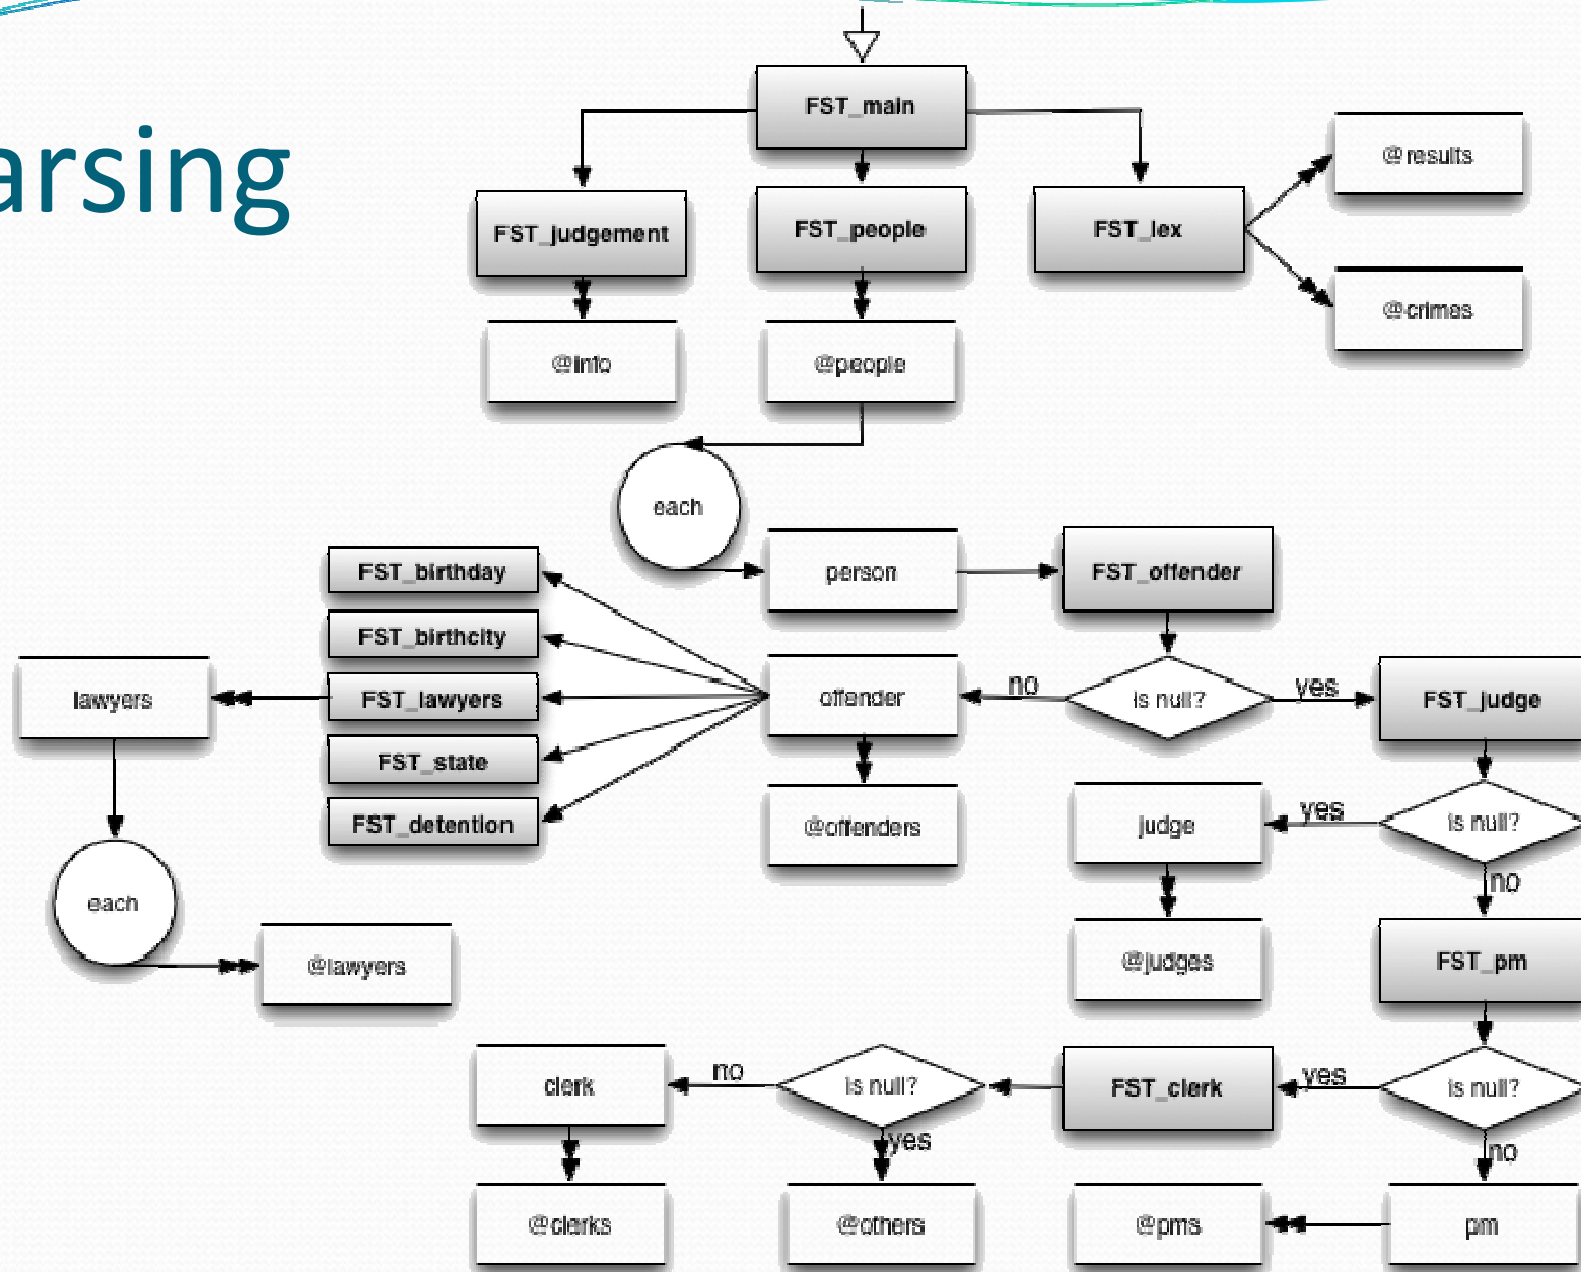 arsing
FST_main
@results
FST_judgement
FST_people
FST_lex
@info
@people
@crimes
each
person
FST_offender
FST_birthday
FST_birthcity
lawyers
FST_lawyers
offender
no
is null?
yes
FST_judge
FST_state
FST_detention
@offenders
judge
yes
is null?
no
each
@lawyers
@judges
FST_pm
clerk
no
is null?
FST_clerk
yes
is null?
yes
no
@clerks
@others
@pms
pm